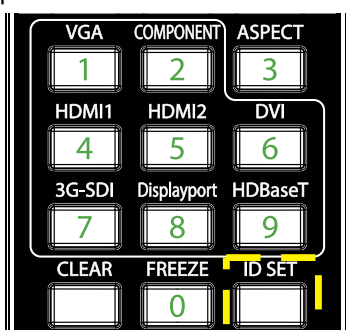 VGA COMPONENT ASPECT
1 2 3
HDMI1 HDMI2 DVI
4 5 6
3G-SDI Displayport HDBaseT
7 8 9
CLEAR FREEZE ID SET
0